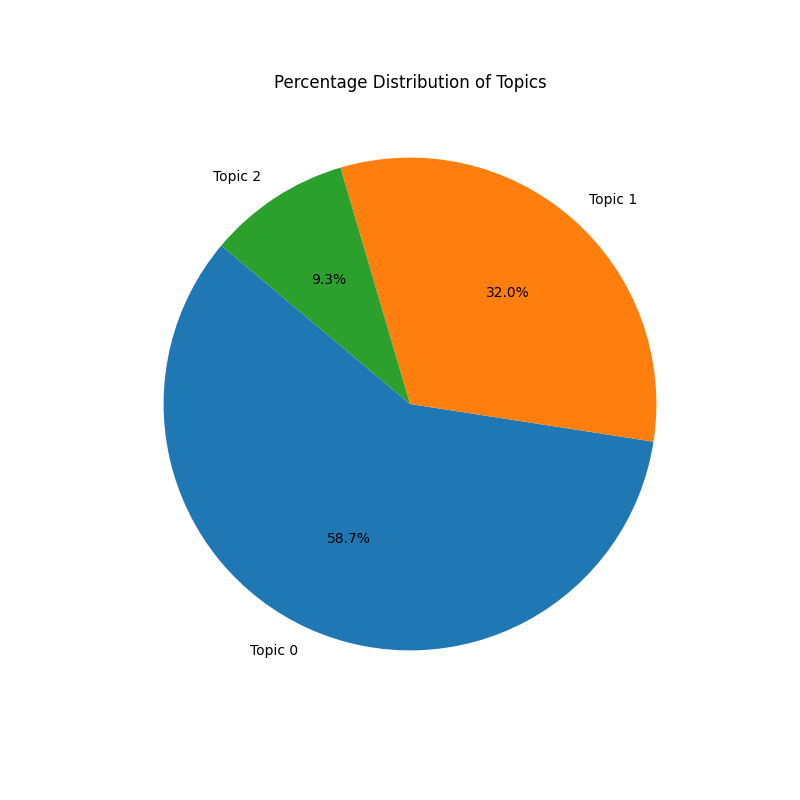 Percentage Distribution of Topics
Topic 2
Topic 1
9.3%
32.0%
58.7%
Topic 0